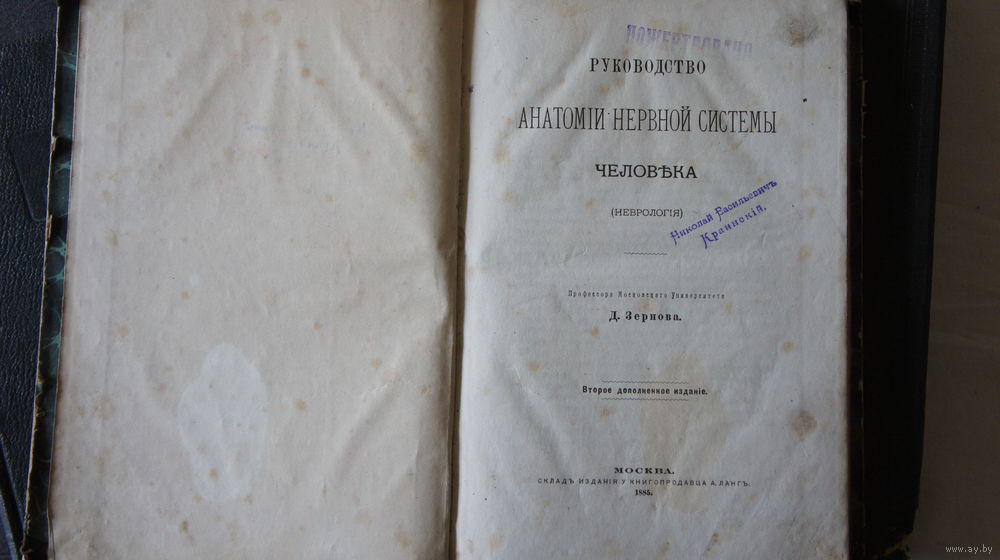 ПОЖЕРТВОВАНО
РУКОВОДСТВО
АНАТОМІИ НЕРВНОЙ СИСТЕМЫ
ЧЕЛОВѢКА
(НЕВРОЛОГІЯ)
Николай Васильевичъ
Краинскій.
Профессора Московскаго Университета
Д. Зернова.
Второе дополненное изданіе.
МОСКВА.
СКЛАДЪ ИЗДАНІЯ У КНИГОПРОДАВЦА А. ЛАНГЪ.
1885.
www.ay.by